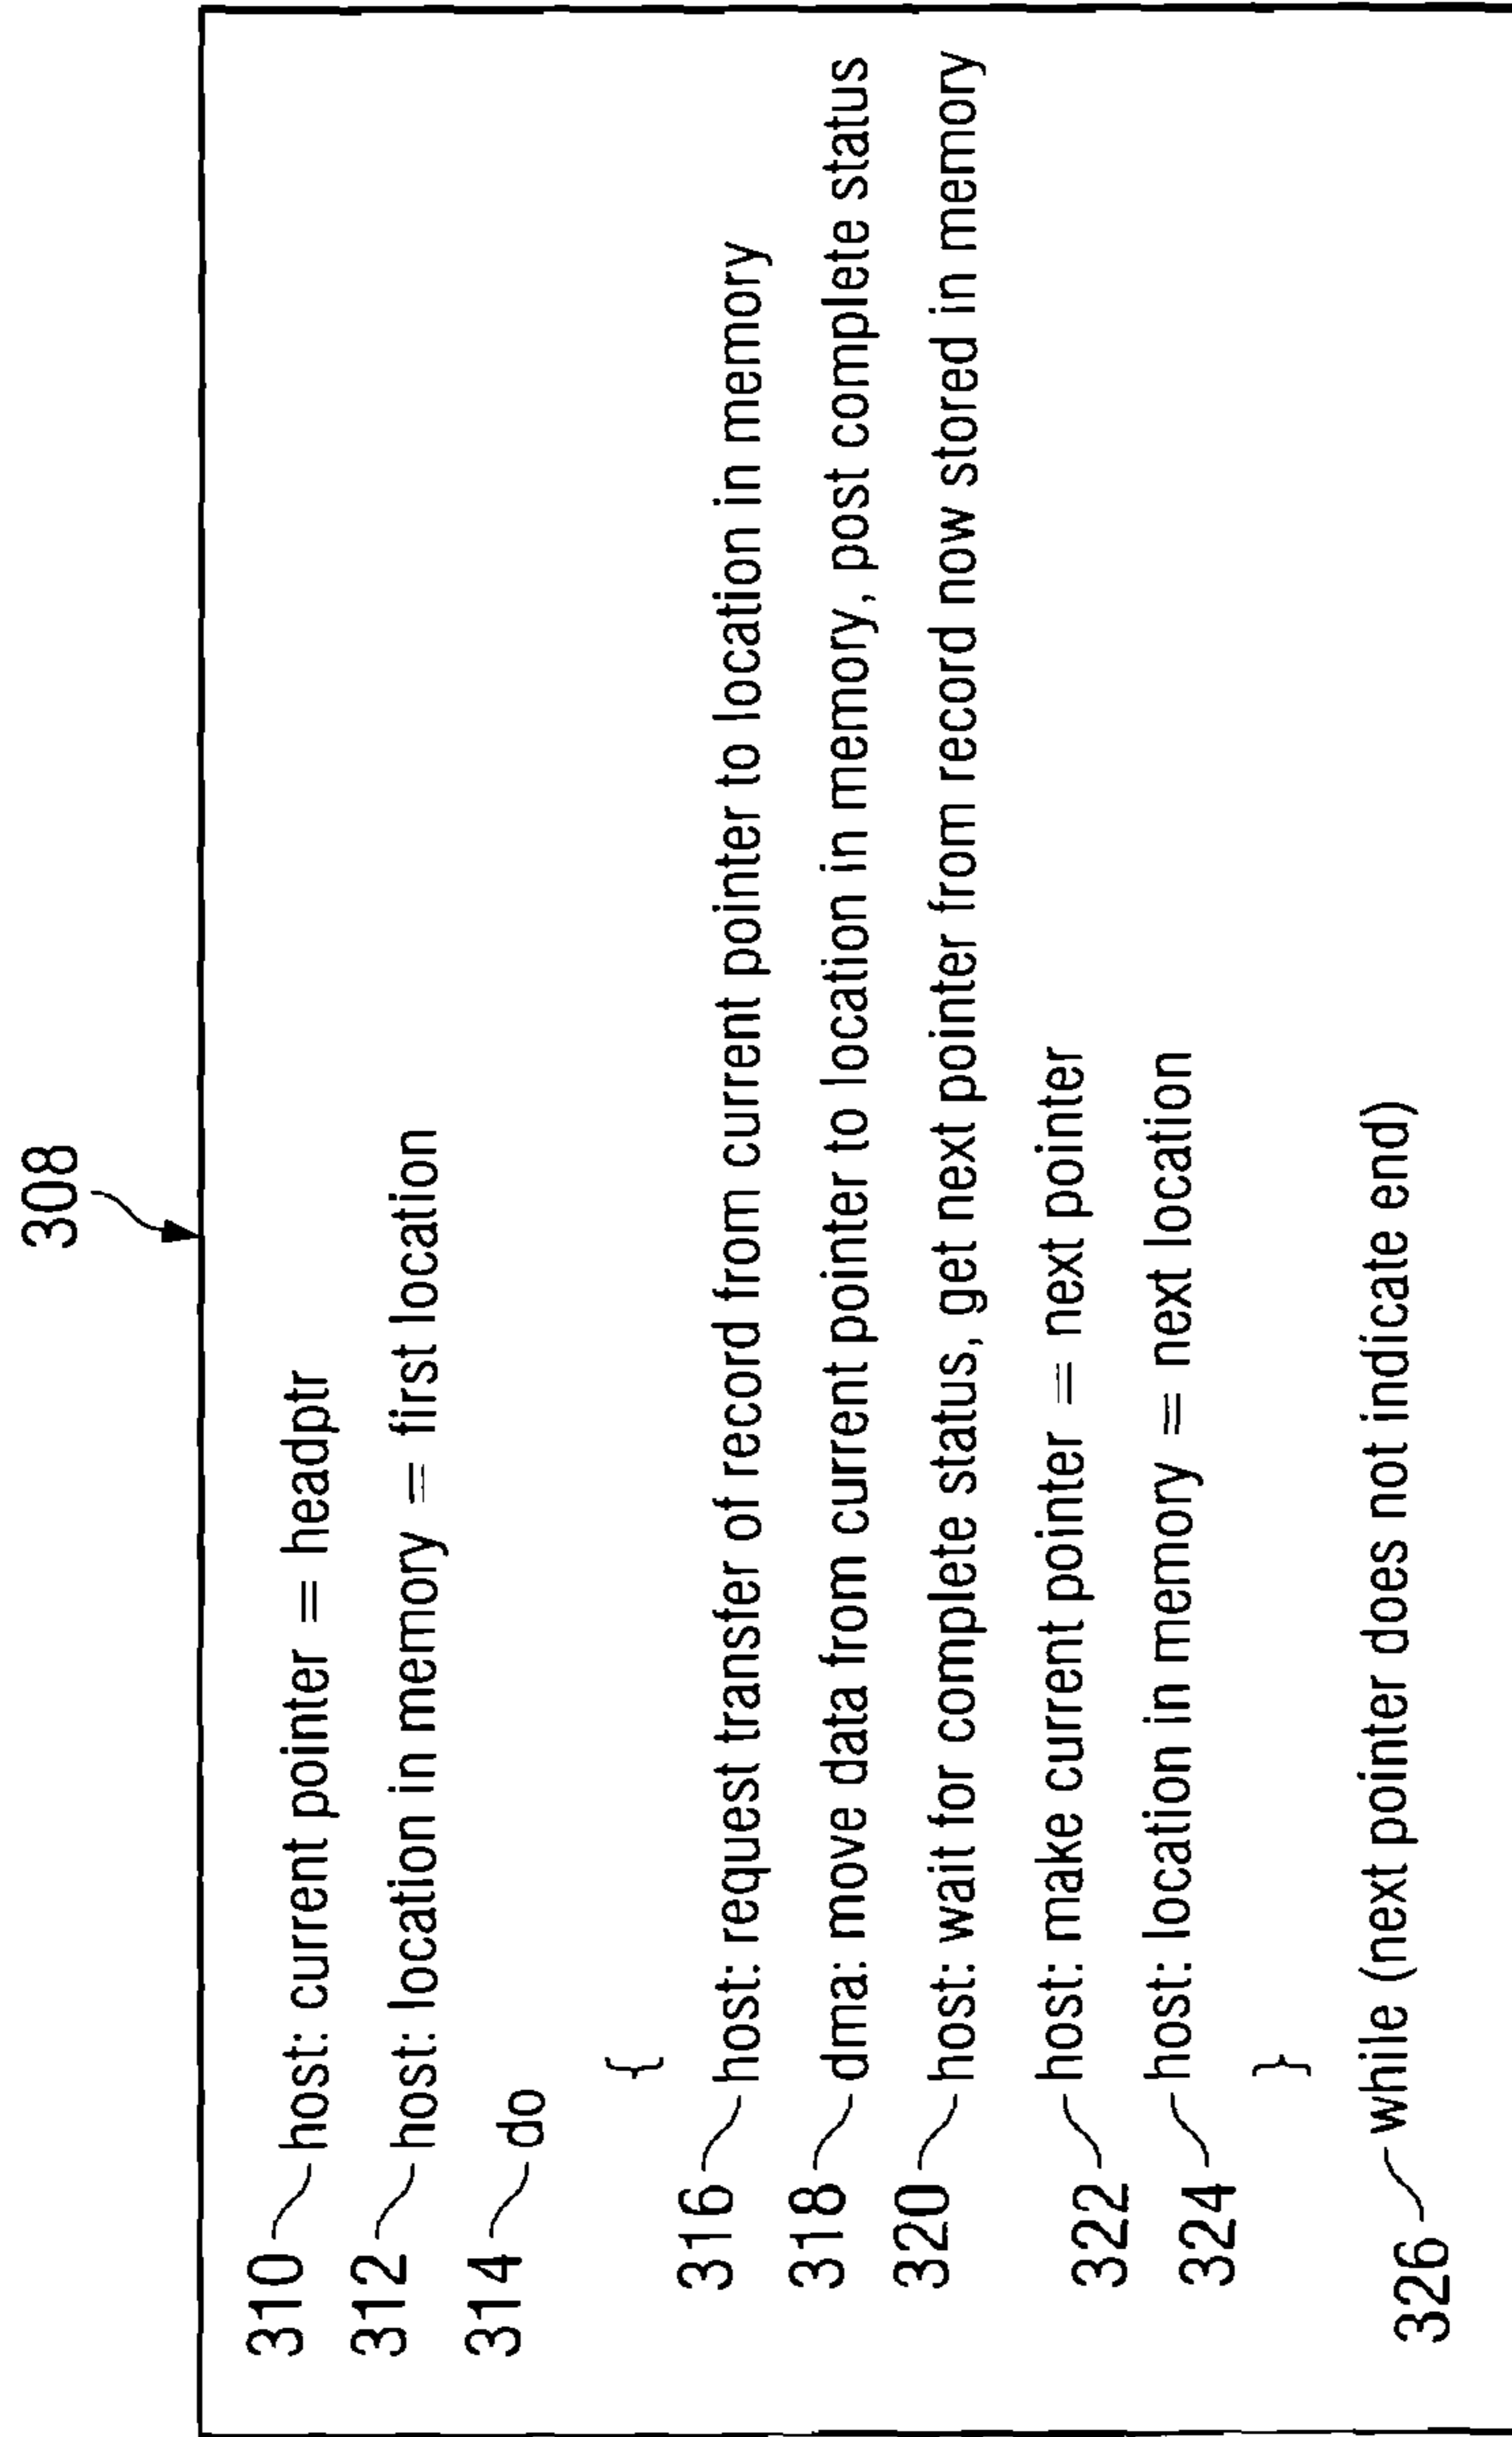 308
310 host: current pointer = headptr
312 host: location in memory = first location
314 do
{
316 host: request transfer of record from current pointer to location in memory
318 dma: move data from current pointer to location in memory, post complete status
320 host: wait for complete status, get next pointer from record now stored in memory
322 host: make current pointer = next pointer
324 host: location in memory = next location
}
326 while (next pointer does not indicate end)